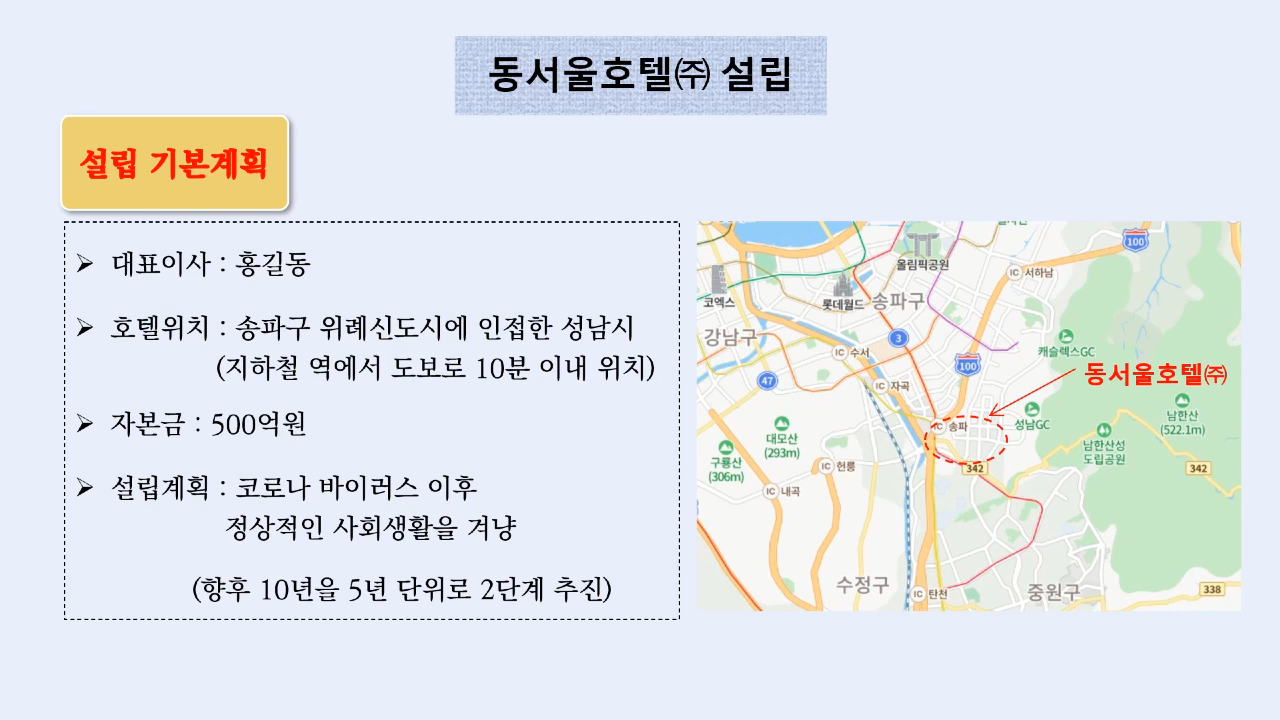 동서울호텔㈜ 설립
설립 기본계획
➢ 대표이사 : 홍길동
➢ 호텔위치 : 송파구 위례신도시에 인접한 성남시
(지하철 역에서 도보로 10분 이내 위치)
➢ 자본금 : 500억원
➢ 설립계획 : 코로나 바이러스 이후
정상적인 사회생활을 겨냥
(향후 10년을 5년 단위로 2단계 추진)
올림픽공원
100
IC 서하남
코엑스
롯데월드
송파구
강남구
3
IC 수서
캐슬렉스GC
100
동서울호텔㈜
47
IC 자곡
대모산
(293m)
IC 송파
성남GC
남한산
(522.1m)
남한산성
도립공원
구룡산
(306m)
IC 헌릉
342
342
IC 내곡
수정구
IC 탄천
중원구
338